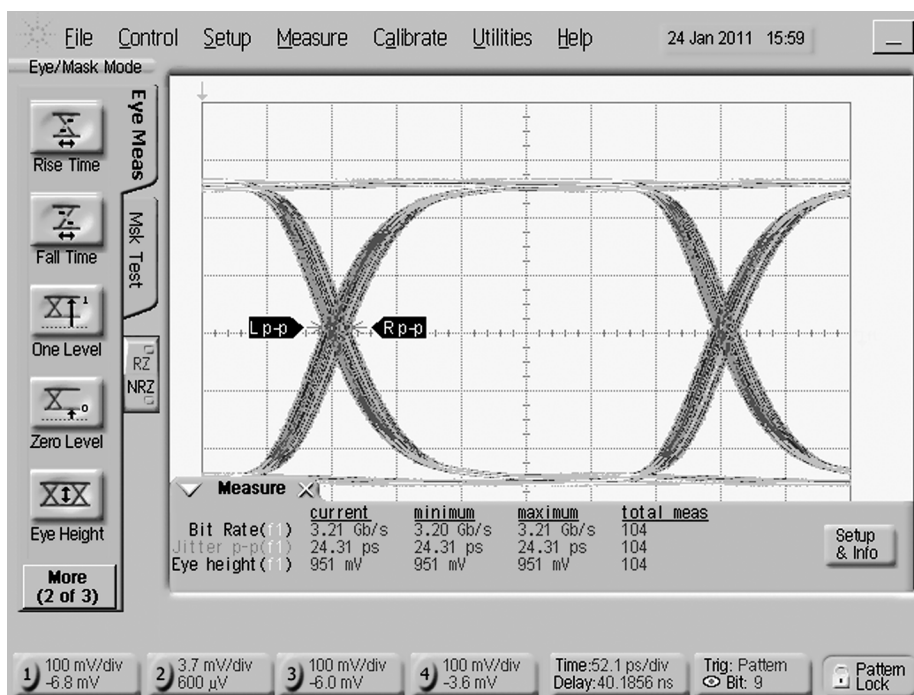 File Control Setup Measure Calibrate Utilities Help 24 Jan 2011 15:59
Eye/Mask Mode
Eye Meas
Msk Test
Rise Time
Fall Time
One Level
Zero Level
Eye Height
More
(2 of 3)
RZ
NRZ
L p-p
R p-p
Measure
current minimum maximum total meas
Bit Rate(f1) 3.21 Gb/s 3.20 Gb/s 3.21 Gb/s 104
Jitter p-p(f1) 24.31 ps 24.31 ps 24.31 ps 104
Eye height(f1) 951 mV 951 mV 951 mV 104
Setup
& Info
1) 100 mV/div
-6.8 mV
2) 3.7 mV/div
600 µV
3) 100 mV/div
-6.0 mV
4) 100 mV/div
-3.6 mV
Time:52.1 ps/div
Delay:40.1856 ns
Trig: Pattern
Bit: 9
Pattern
Lock